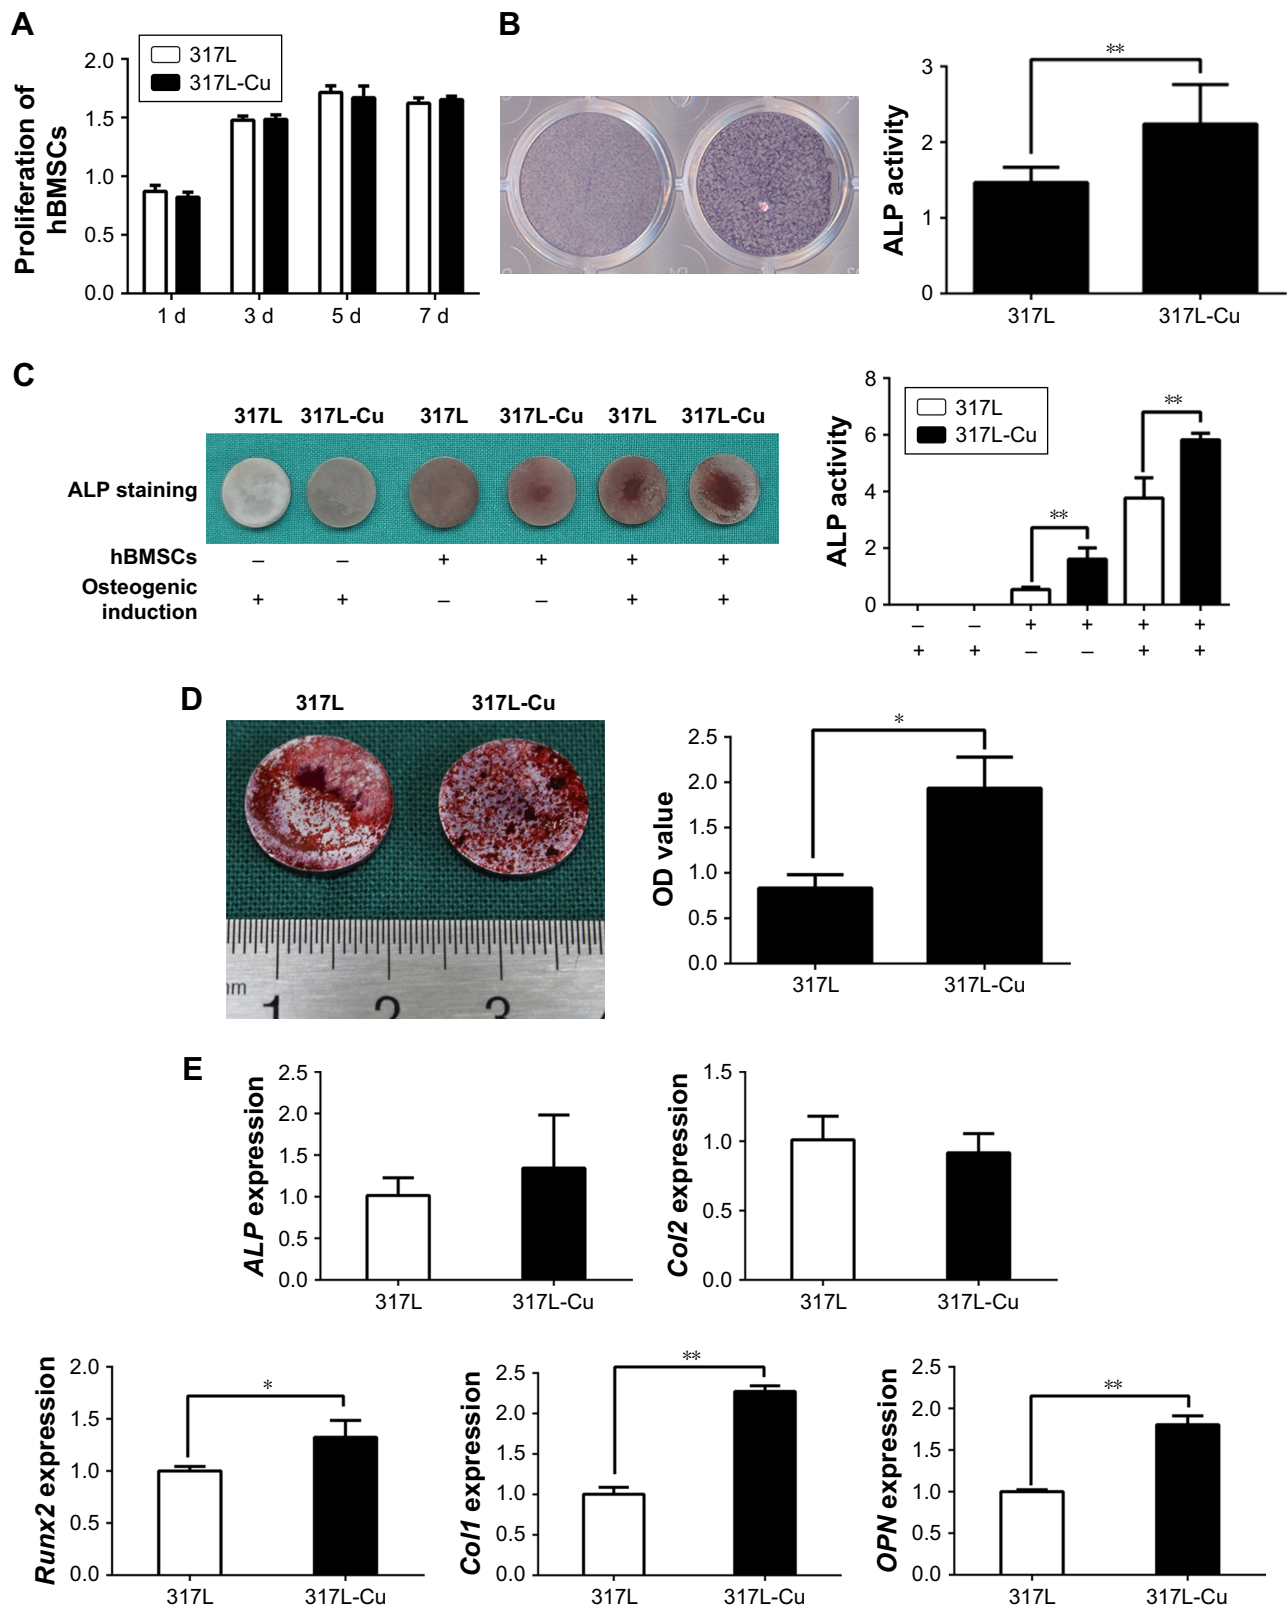 A
317L
317L-Cu
Proliferation of
hBMSCs
2.0
1.5
1.0
0.5
0.0
1 d 3 d 5 d 7 d
B
**
ALP activity
3
2
1
0
317L 317L-Cu
C
317L 317L-Cu 317L 317L-Cu 317L 317L-Cu
ALP staining
hBMSCs – – + + + +
Osteogenic
induction + + – – + +
317L
317L-Cu
ALP activity
8
6
4
2
0
**
**
– – + + + +
+ + – – + +
D
317L 317L-Cu
mm 1 2 3
*
OD value
2.5
2.0
1.5
1.0
0.5
0.0
317L 317L-Cu
E
ALP expression
2.5
2.0
1.5
1.0
0.5
0.0
317L 317L-Cu
Col2 expression
1.5
1.0
0.5
0.0
317L 317L-Cu
Runx2 expression
2.0
1.5
1.0
0.5
0.0
*
317L 317L-Cu
Col1 expression
2.5
2.0
1.5
1.0
0.5
0.0
**
317L 317L-Cu
OPN expression
2.5
2.0
1.5
1.0
0.5
0.0
**
317L 317L-Cu